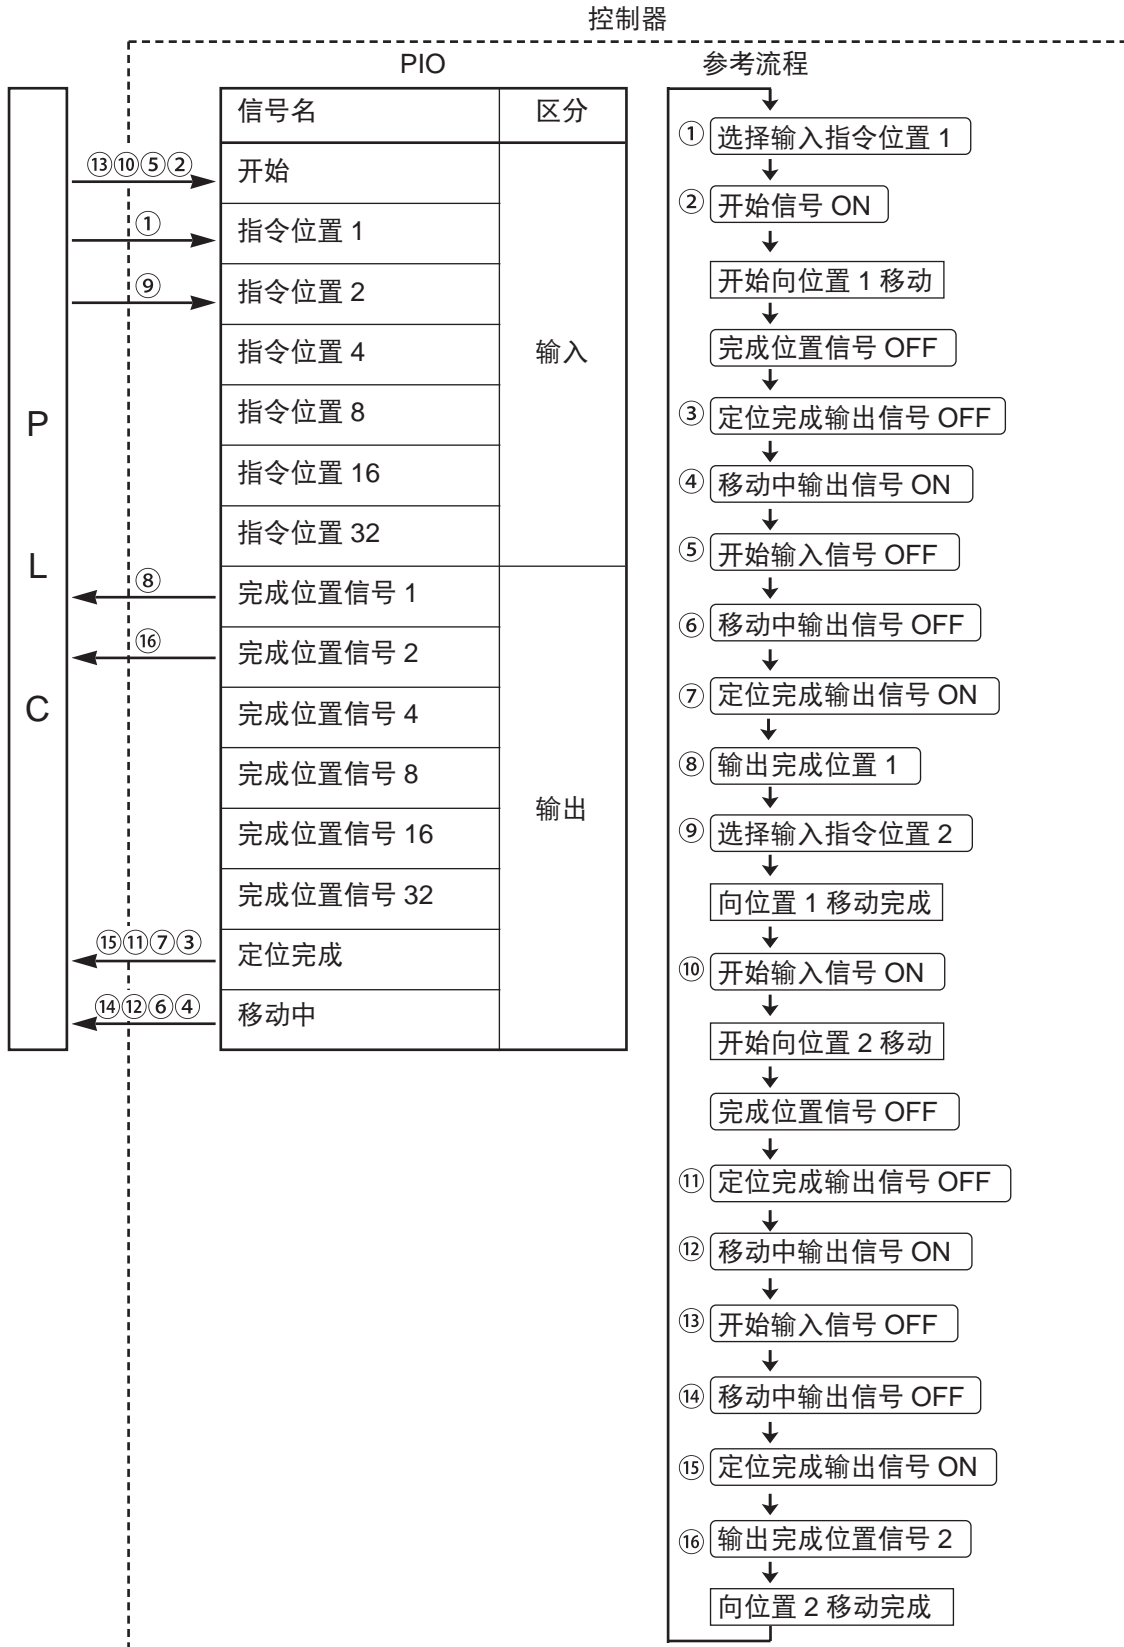 控制器
PIO
参考流程
P
L
C
信号名 区分
⑬⑩⑤② 开始
① 指令位置 1
⑨ 指令位置 2
指令位置 4
输入
指令位置 8
指令位置 16
指令位置 32
⑧ 完成位置信号 1
⑯ 完成位置信号 2
完成位置信号 4
完成位置信号 8
输出
完成位置信号 16
完成位置信号 32
⑮⑪⑦③ 定位完成
⑭⑫⑥④ 移动中
① 选择输入指令位置 1
② 开始信号 ON
开始向位置 1 移动
完成位置信号 OFF
③ 定位完成输出信号 OFF
④ 移动中输出信号 ON
⑤ 开始输入信号 OFF
⑥ 移动中输出信号 OFF
⑦ 定位完成输出信号 ON
⑧ 输出完成位置 1
⑨ 选择输入指令位置 2
向位置 1 移动完成
⑩ 开始输入信号 ON
开始向位置 2 移动
完成位置信号 OFF
⑪ 定位完成输出信号 OFF
⑫ 移动中输出信号 ON
⑬ 开始输入信号 OFF
⑭ 移动中输出信号 OFF
⑮ 定位完成输出信号 ON
⑯ 输出完成位置信号 2
向位置 2 移动完成